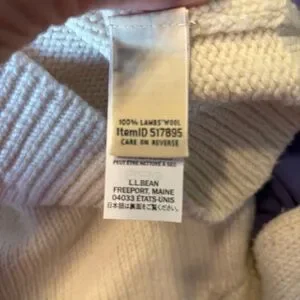 100% LAMBS' WOOL
ItemID 517895
CARE ON REVERSE
PEUT ÊTRE NETTOYÉ À SEC
L.L.BEAN
FREEPORT, MAINE
04033 ÉTATS-UNIS
日本語は裏面をご覧ください。